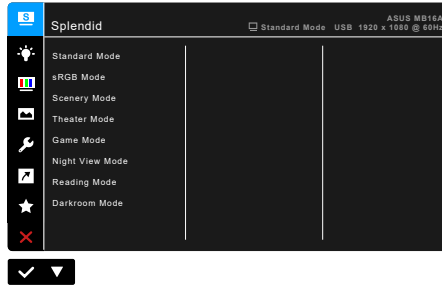 S
Splendid
ASUS MB16A
Standard Mode USB 1920 x 1080 @ 60Hz
Standard Mode
sRGB Mode
Scenery Mode
Theater Mode
Game Mode
Night View Mode
Reading Mode
Darkroom Mode